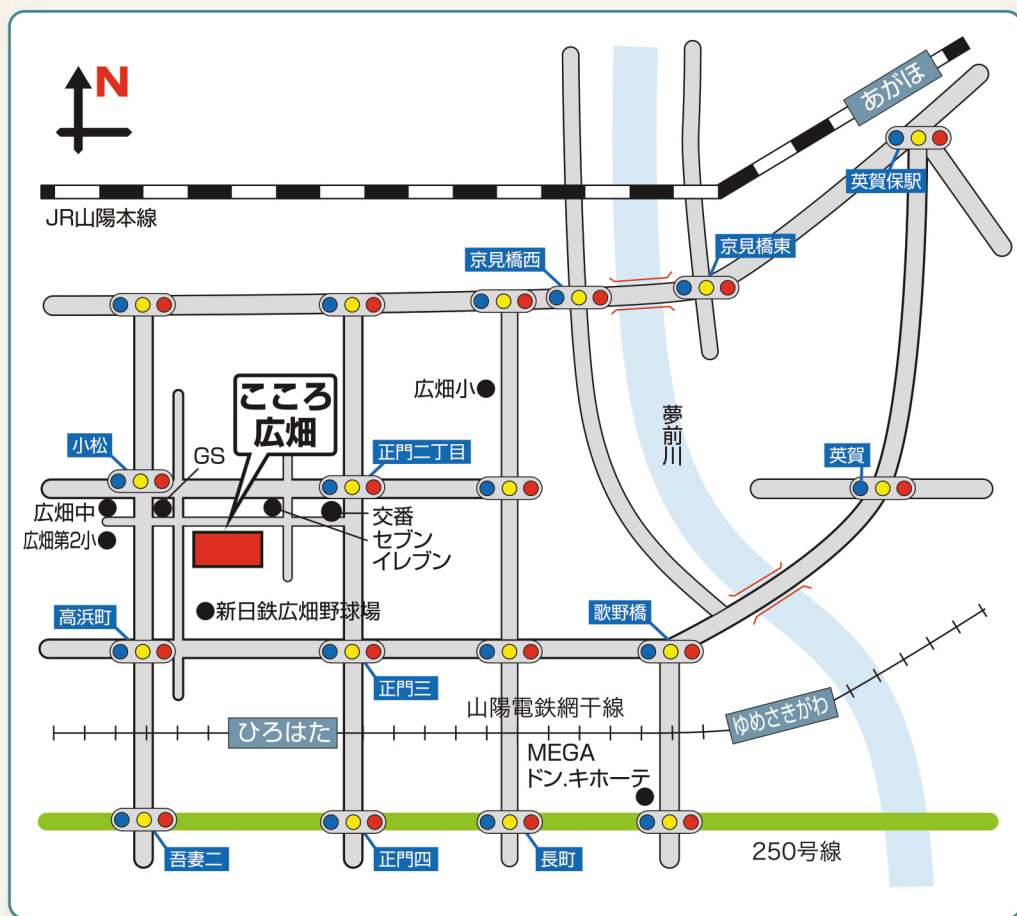 N
あがほ
英賀保駅
JR山陽本線
京見橋西
京見橋東
こころ
広畑
広畑小
夢前川
小松
GS
正門二丁目
英賀
広畑中
広畑第2小
交番
セブン
イレブン
新日鉄広畑野球場
高浜町
歌野橋
正門三
山陽電鉄網干線
ひろはた
ゆめさきがわ
MEGA
ドン.キホーテ
250号線
吾妻二
正門四
長町